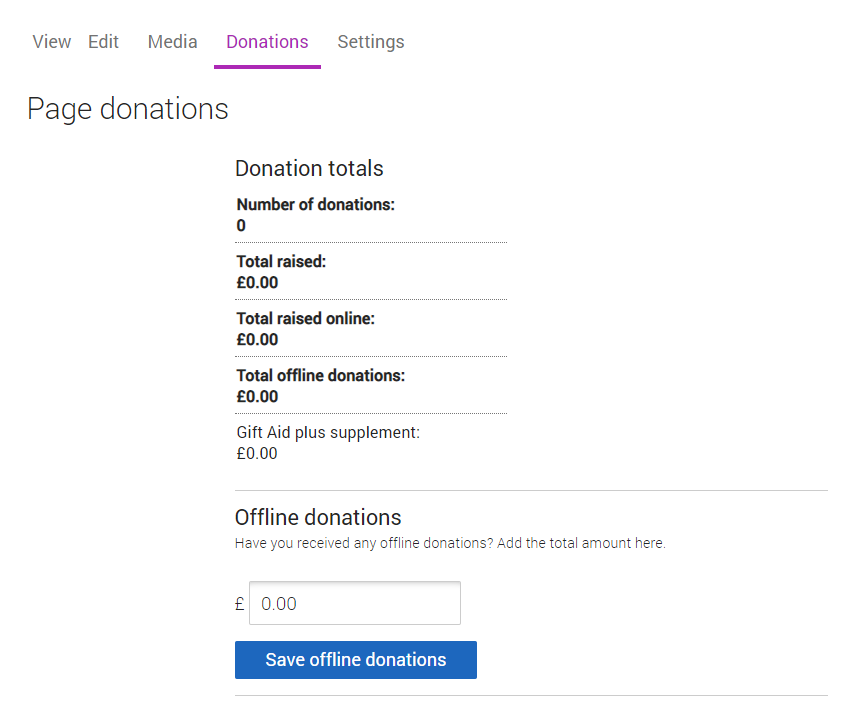 View Edit Media Donations Settings
Page donations
Donation totals
Number of donations:
0
Total raised:
£0.00
Total raised online:
£0.00
Total offline donations:
£0.00
Gift Aid plus supplement:
£0.00
Offline donations
Have you received any offline donations? Add the total amount here.
£ 0.00
Save offline donations